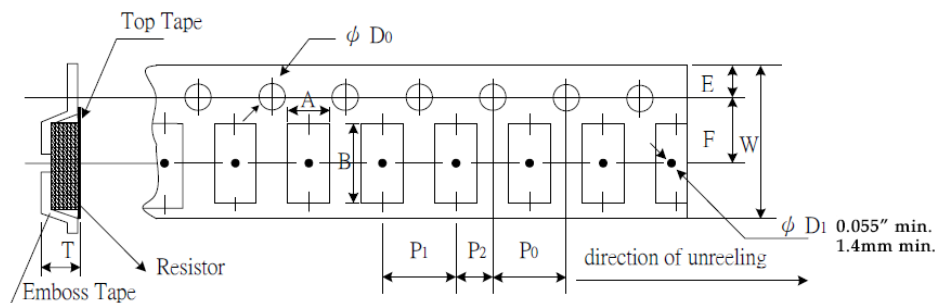 Top Tape
ϕ D0
A
E
F
W
B
ϕ D1 0.055″ min.
1.4mm min.
P1
P2
P0
direction of unreeling
T
Resistor
Emboss Tape